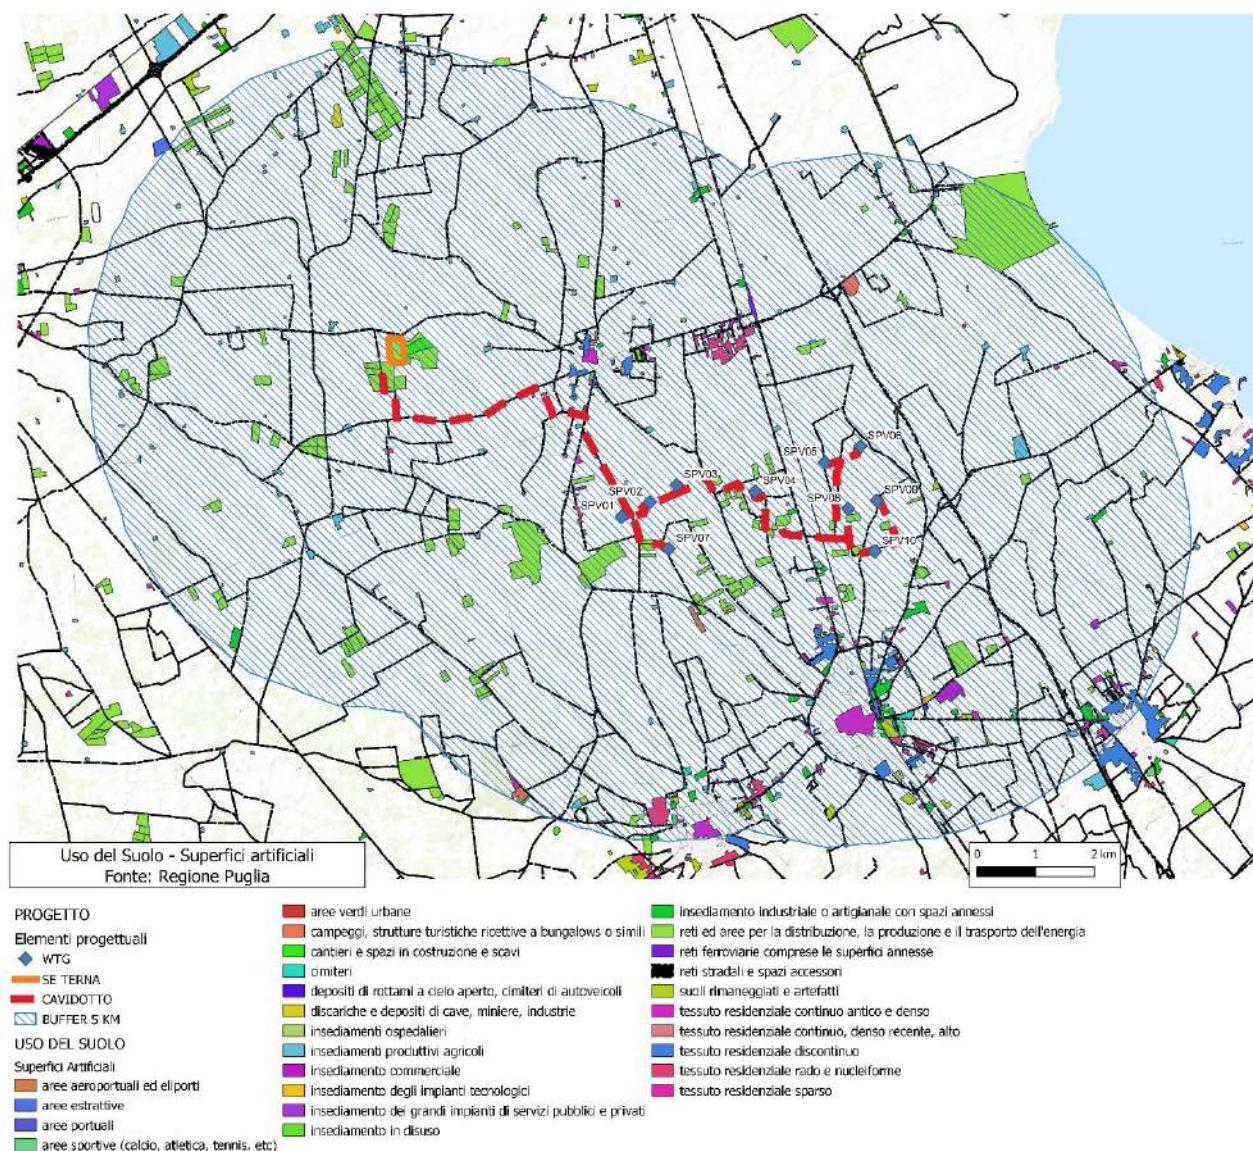 SPV06
SPV05
SPV03
SPV04
SPV02
SPV08
SPV09
SPV01
SPV07
SPV10
Uso del Suolo - Superfici artificiali
Fonte: Regione Puglia
0 1 2 km
PROGETTO
Elementi progettuali
WTG
SE TERNA
CAVIDOTTO
BUFFER 5 KM
USO DEL SUOLO
Superfici Artificiali
aree aeroportuali ed eliporti
aree estrattive
aree portuali
aree sportive (calcio, atletica, tennis, etc)
aree verdi urbane
campeggi, strutture turistiche ricettive a bungalows o simili
cantieri e spazi in costruzione e scavi
cimiteri
depositi di rottami a cielo aperto, cimiteri di autoveicoli
discariche e depositi di cave, miniere, industrie
insediamenti ospedalieri
insediamenti produttivi agricoli
insediamento commerciale
insediamento degli impianti tecnologici
insediamento dei grandi impianti di servizi pubblici e privati
insediamento in disuso
insediamento industriale o artigianale con spazi annessi
reti ed aree per la distribuzione, la produzione e il trasporto dell'energia
reti ferroviarie comprese le superfici annesse
reti stradali e spazi accessori
suoli rimaneggiati e artefatti
tessuto residenziale continuo antico e denso
tessuto residenziale continuo, denso recente, alto
tessuto residenziale discontinuo
tessuto residenziale rado e nucleiforme
tessuto residenziale sparso